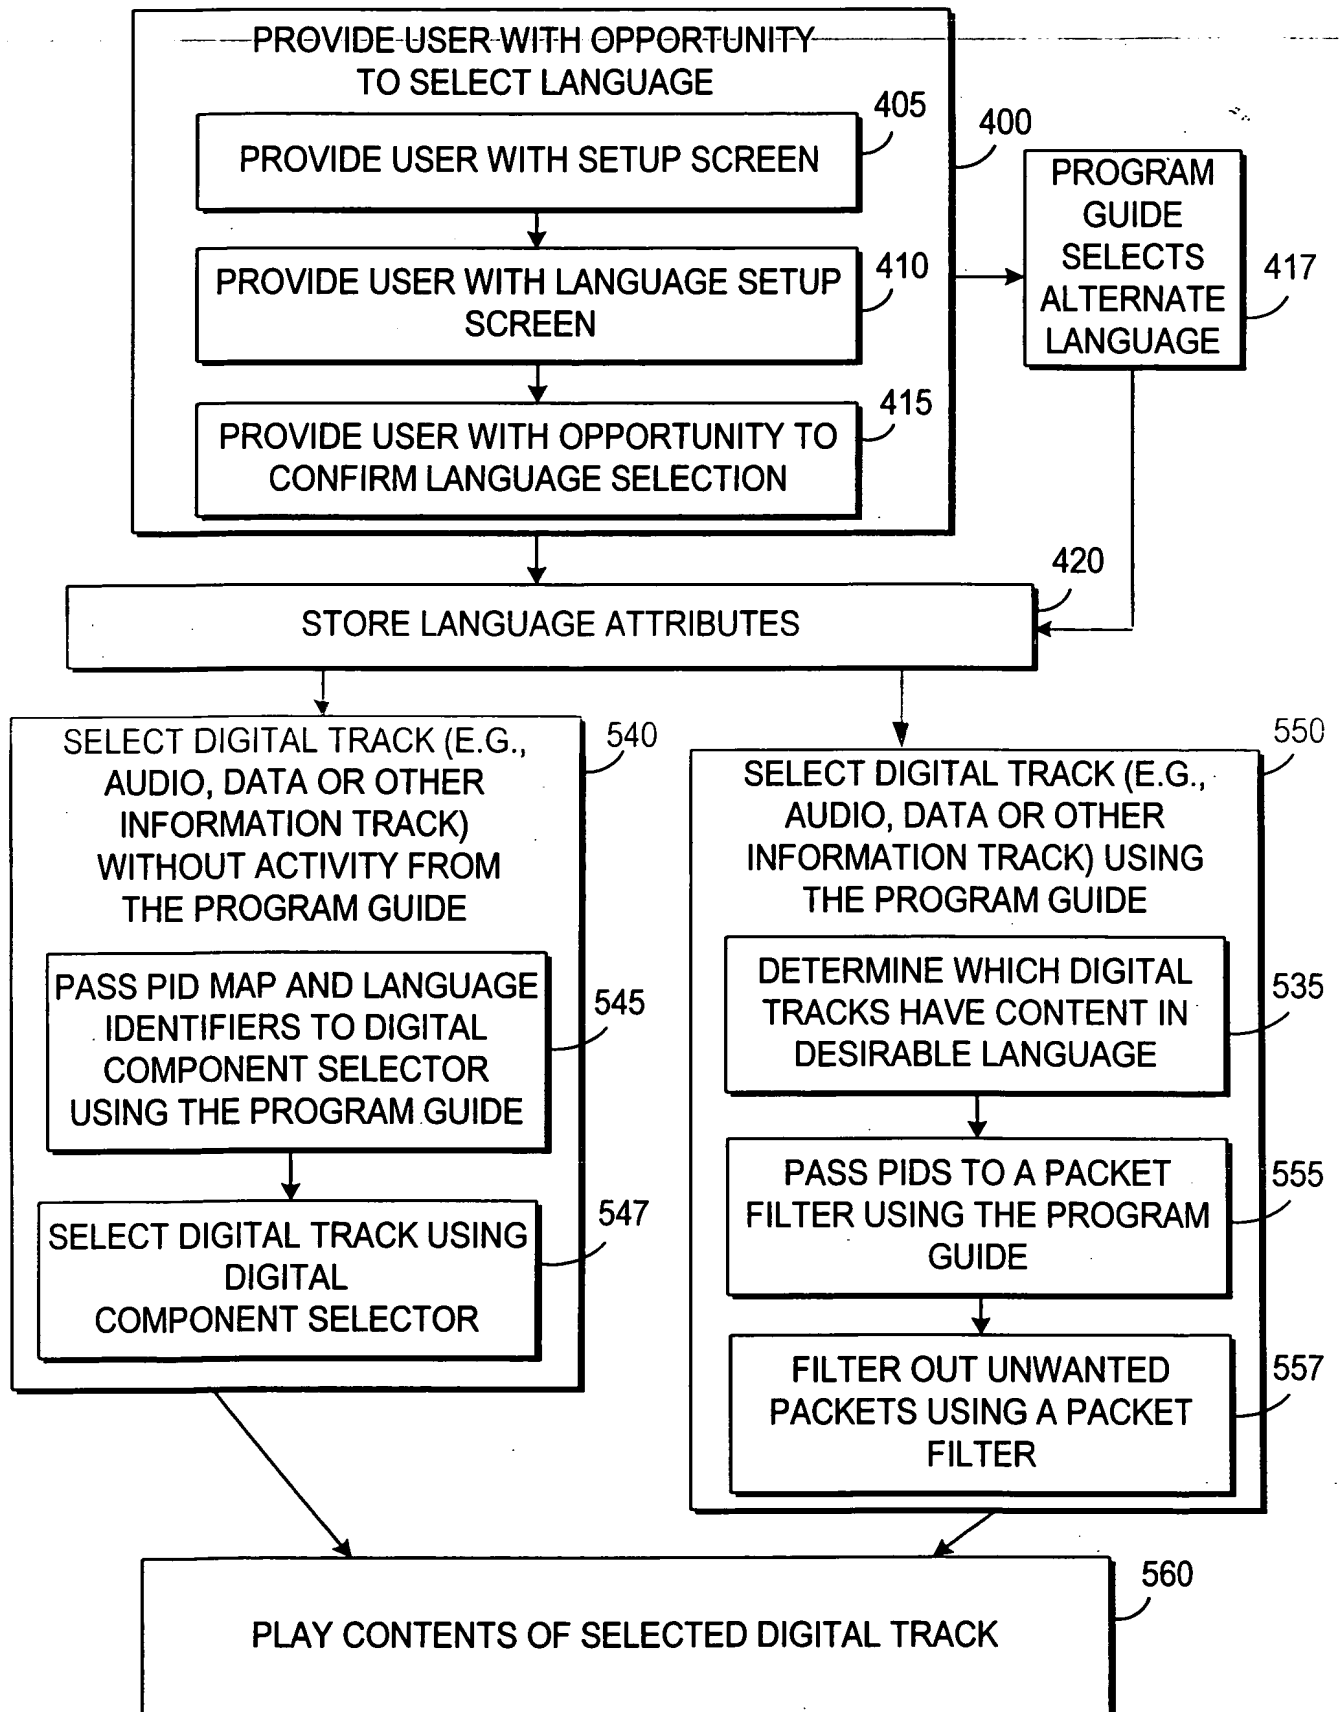 PROVIDE USER WITH OPPORTUNITY
TO SELECT LANGUAGE
405
400
PROVIDE USER WITH SETUP SCREEN
410
PROVIDE USER WITH LANGUAGE SETUP
SCREEN
415
PROVIDE USER WITH OPPORTUNITY TO
CONFIRM LANGUAGE SELECTION
PROGRAM
GUIDE
SELECTS
ALTERNATE
LANGUAGE
417
420
STORE LANGUAGE ATTRIBUTES
540
SELECT DIGITAL TRACK (E.G.,
AUDIO, DATA OR OTHER
INFORMATION TRACK)
WITHOUT ACTIVITY FROM
THE PROGRAM GUIDE
PASS PID MAP AND LANGUAGE
IDENTIFIERS TO DIGITAL
COMPONENT SELECTOR
USING THE PROGRAM GUIDE
545
SELECT DIGITAL TRACK USING
DIGITAL
COMPONENT SELECTOR
547
550
SELECT DIGITAL TRACK (E.G.,
AUDIO, DATA OR OTHER
INFORMATION TRACK) USING
THE PROGRAM GUIDE
DETERMINE WHICH DIGITAL
TRACKS HAVE CONTENT IN
DESIRABLE LANGUAGE
535
PASS PIDS TO A PACKET
FILTER USING THE PROGRAM
GUIDE
555
FILTER OUT UNWANTED
PACKETS USING A PACKET
FILTER
557
560
PLAY CONTENTS OF SELECTED DIGITAL TRACK